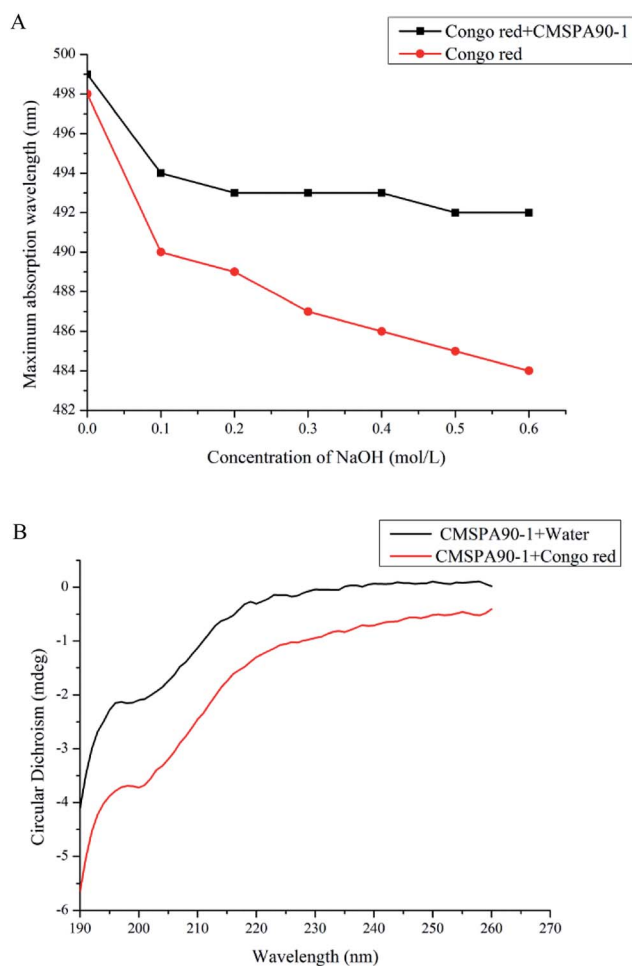 A
Congo red+CMSPA90-1
Congo red
500
498
496
494
492
490
488
486
484
482
Maximum absorption wavelength (nm)
0.0 0.1 0.2 0.3 0.4 0.5 0.6
Concentration of NaOH (mol/L)
B
CMSPA90-1+Water
CMSPA90-1+Congo red
0
-1
-2
-3
-4
-5
-6
Circular Dichroism (mdeg)
190 200 210 220 230 240 250 260 270
Wavelength (nm)